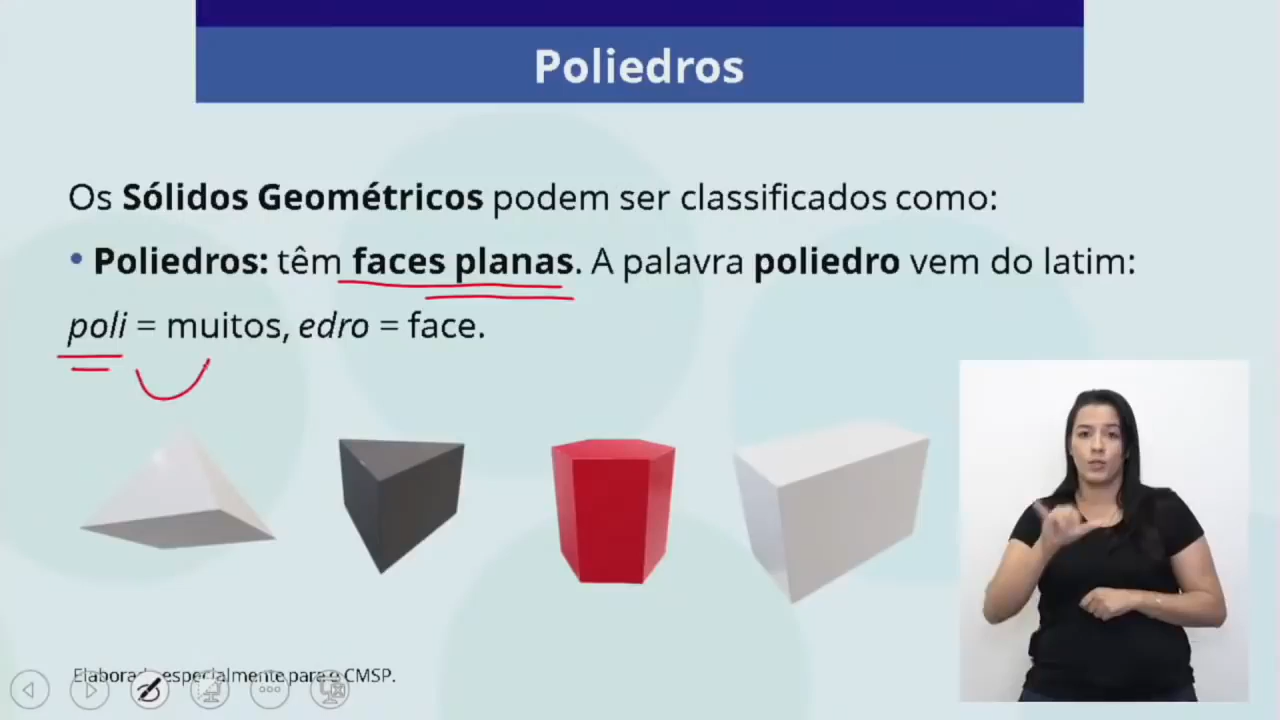 Poliedros
Os Sólidos Geométricos podem ser classificados como:
• Poliedros: têm faces planas. A palavra poliedro vem do latim:
poli = muitos, edro = face.
Elaborado especialmente para o CMSP.